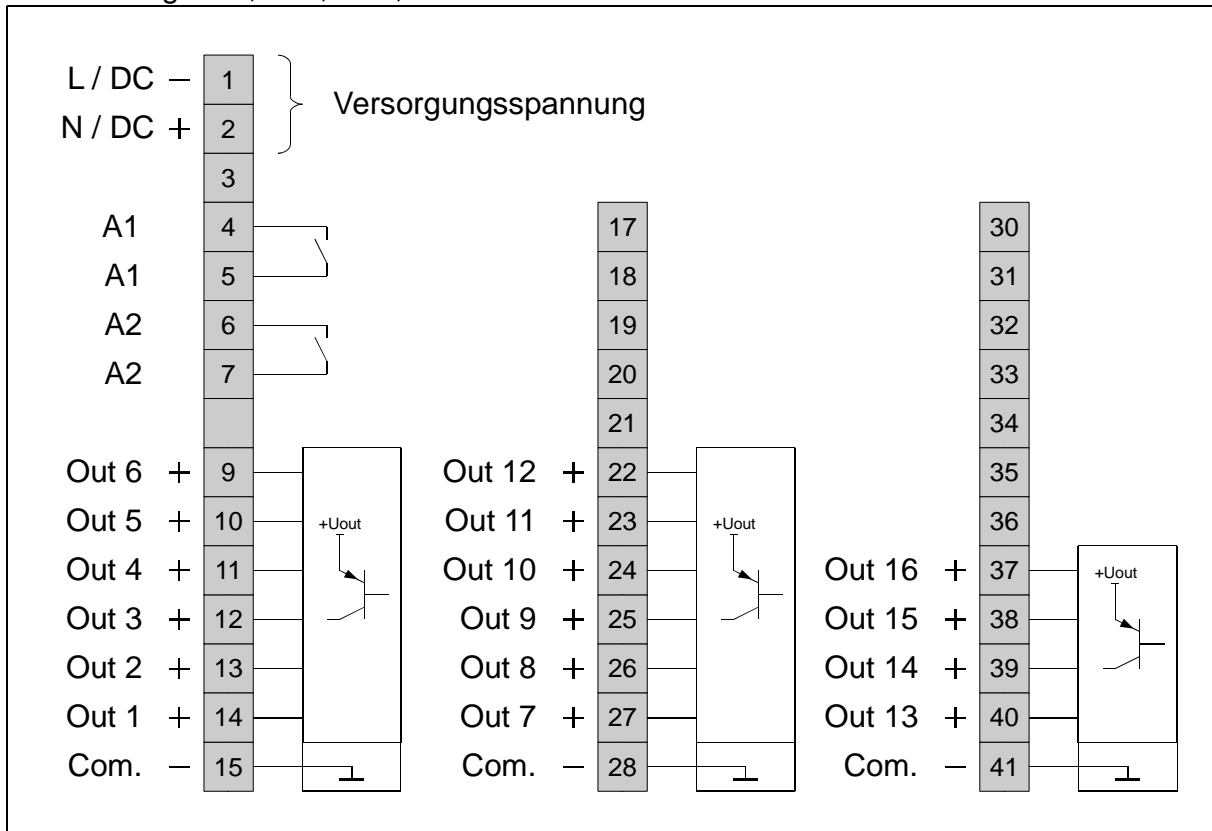 L / DC — 1
N / DC + 2
Versorgungsspannung
3
A1 4
A1 5
A2 6
A2 7
Out 6 + 9
Out 5 + 10
Out 4 + 11
Out 3 + 12
Out 2 + 13
Out 1 + 14
Com. — 15
+Uout
17
18
19
20
21
Out 12 + 22
Out 11 + 23
Out 10 + 24
Out 9 + 25
Out 8 + 26
Out 7 + 27
Com. — 28
+Uout
30
31
32
33
34
35
36
Out 16 + 37
Out 15 + 38
Out 14 + 39
Out 13 + 40
Com. — 41
+Uout